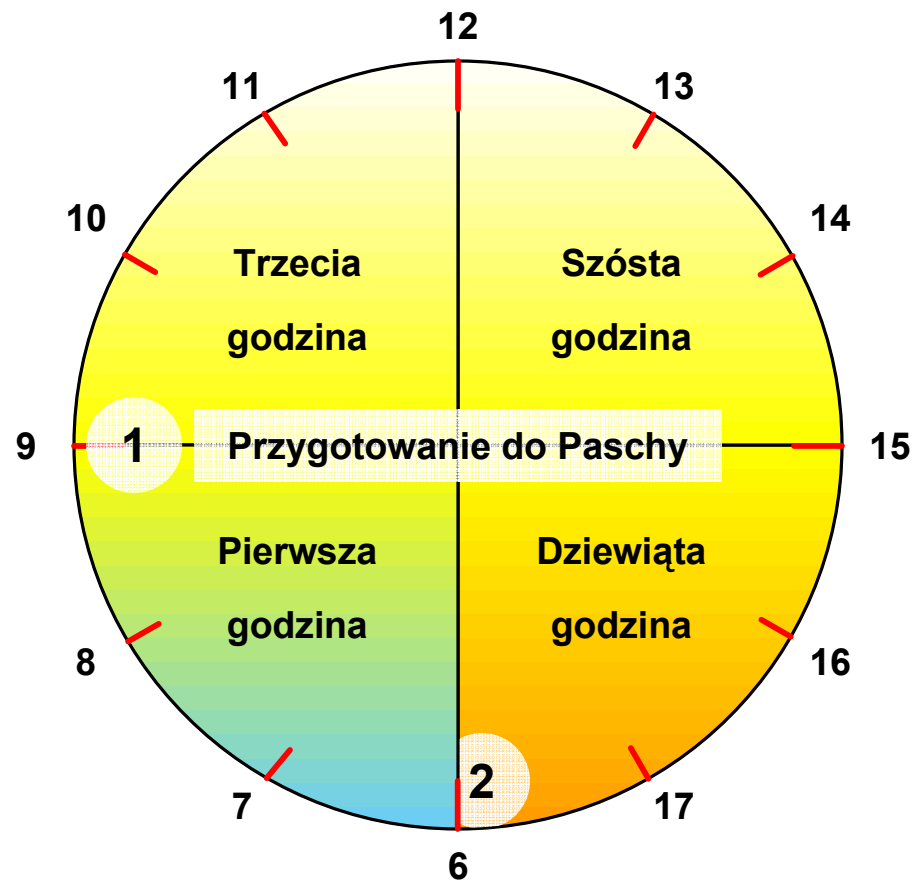 12
11
13
10
14
Trzecia
godzina
Szósta
godzina
9
1
Przygotowanie do Paschy
15
Pierwsza
godzina
Dziewiąta
godzina
8
16
7
2
17
6